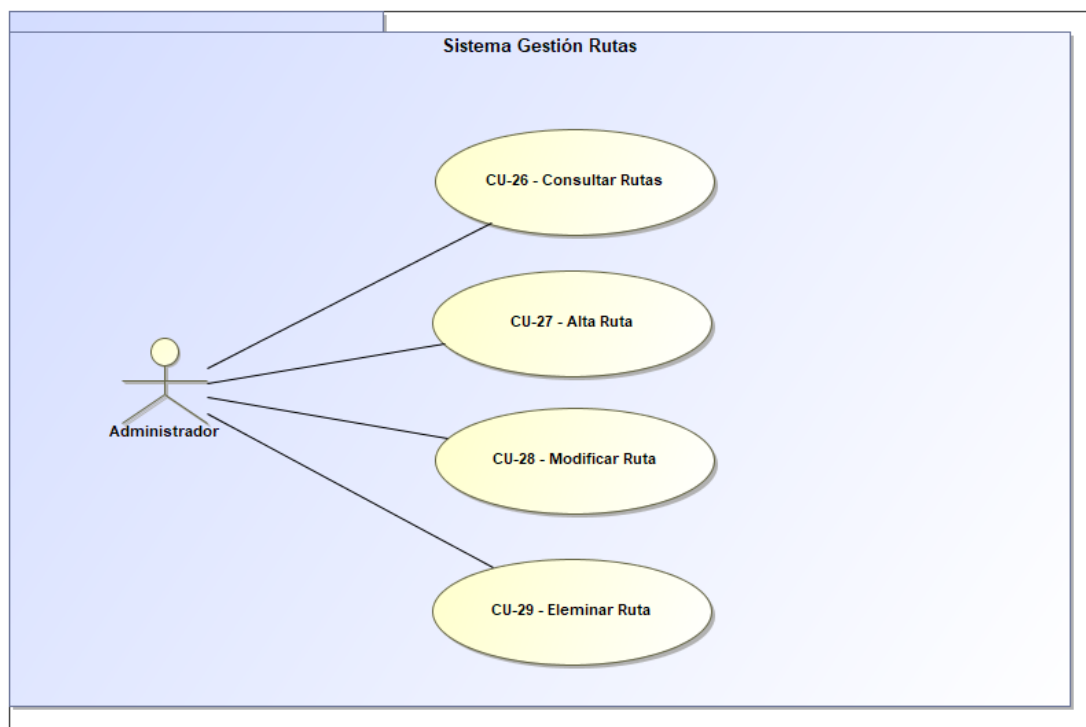 Sistema Gestión Rutas
CU-26 - Consultar Rutas
CU-27 - Alta Ruta
Administrador
CU-28 - Modificar Ruta
CU-29 - Eleminar Ruta